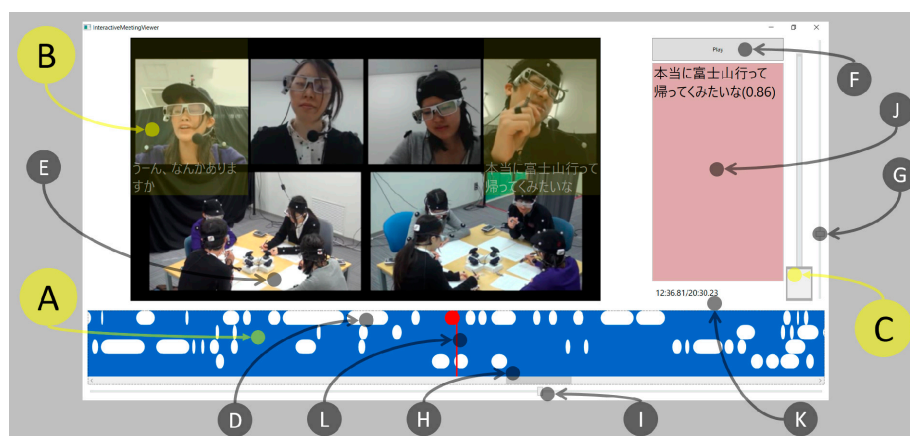 InteractiveMeetingViewer
B
Play
F
本当に富士山行って
帰ってくみたいな(0.86)
J
E
うーん、なんかありま
すか
本当に富士山行って
帰ってくみたいな
G
A
12:36.81/20:30.23
C
D
L
H
I
K